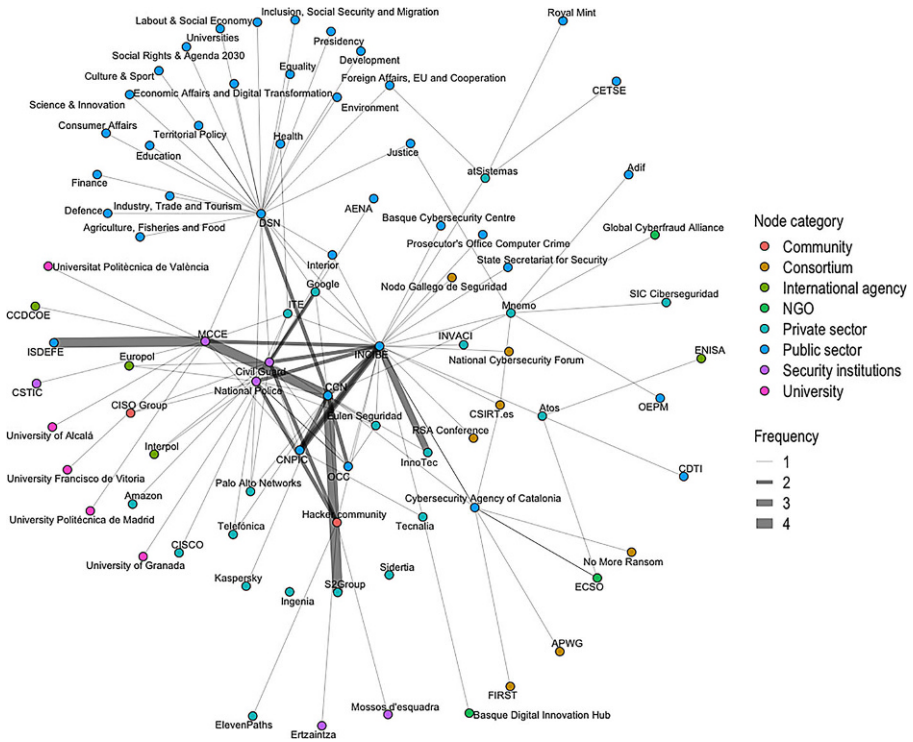 Royal Mint
Inclusion, Social Security and Migration
Labout & Social Economy
Presidency
Universities
Social Rights & Agenda 2030
Development
Equality
Culture & Sport
Foreign Affairs, EU and Cooperation
CETSE
Economic Affairs and Digital Transformation
Science & Innovation
Environment
Consumer Affairs
Territorial Policy
Health
Education
Justice
atSistemas
Adif
Finance
Industry, Trade and Tourism
AENA
Defence
DSN
Basque Cybersecurity Centre
Agriculture, Fisheries and Food
Global Cyberfraud Alliance
Prosecutor's Office Computer Crime
State Secretariat for Security
Universitat Politècnica de València
Interior
Google
Nodo Gallego de Seguridad
CCDCOE
ITE
Mnemo
SIC Ciberseguridad
MCCE
INVACI
ISDEFE
Europol
INCIBE
National Cybersecurity Forum
ENISA
Civil Guard
CSTIC
National Police
CCN
CISO Group
Eulen Seguridad
CSIRT.es
Atos
OEPM
University of Alcalá
RSA Conference
Interpol
CNPIC
InnoTec
OCC
University Francisco de Vitoria
Palo Alto Networks
CDTI
Amazon
Cybersecurity Agency of Catalonia
University Politécnica de Madrid
Hacker community
Telefónica
Tecnalia
CISCO
University of Granada
No More Ransom
Sidertia
Kaspersky
S2Group
ECSO
Ingenia
APWG
FIRST
Mossos d'esquadra
ElevenPaths
Basque Digital Innovation Hub
Ertzaintza
Node category
Community
Consortium
International agency
NGO
Private sector
Public sector
Security institutions
University
Frequency
1
2
3
4